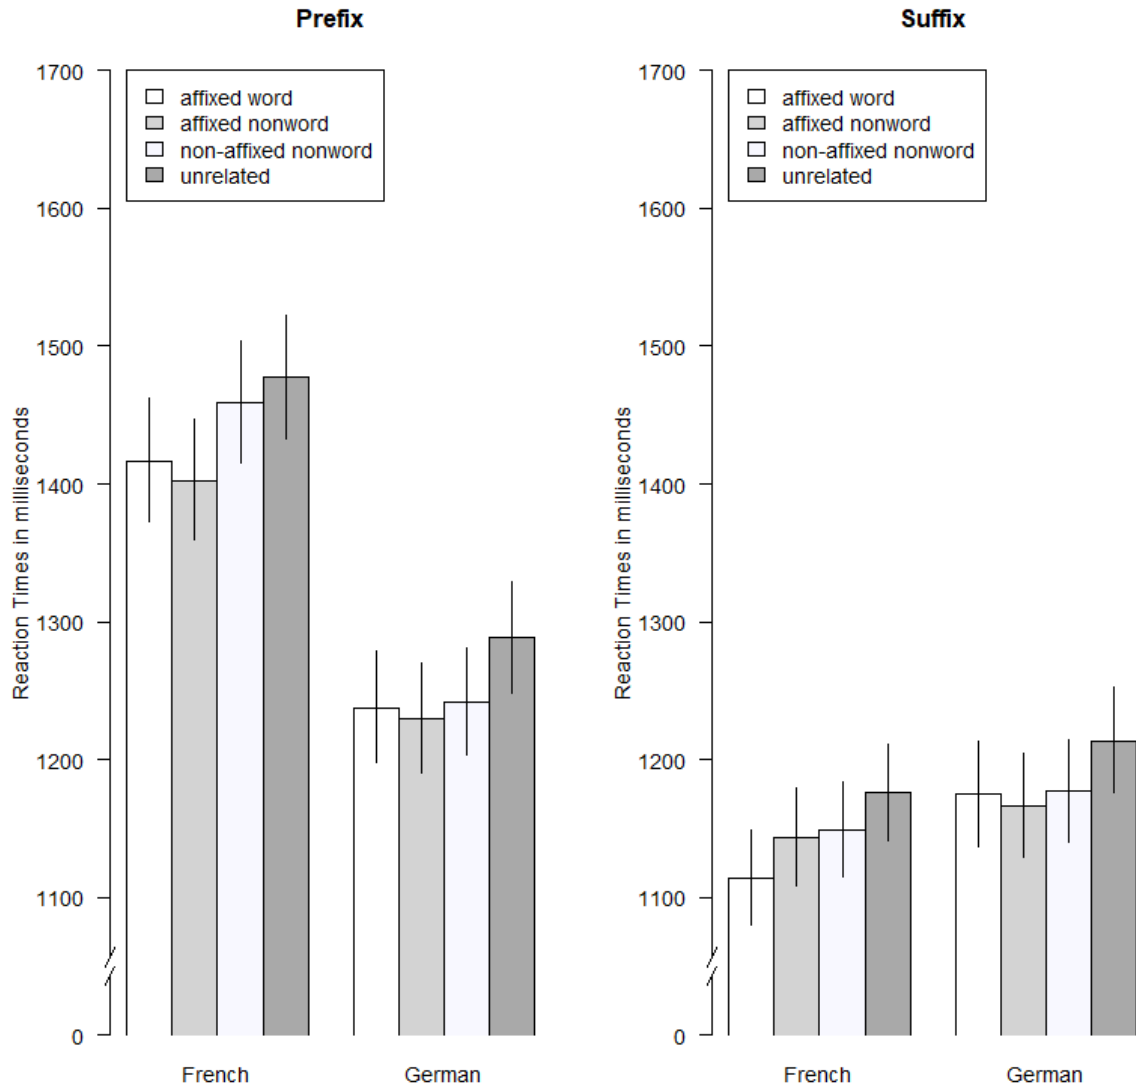 Prefix
1700
1600
1500
1400
1300
1200
1100
0
Reaction Times in milliseconds
affixed word
affixed nonword
non-affixed nonword
unrelated
French
German
Suffix
1700
1600
1500
1400
1300
1200
1100
0
Reaction Times in milliseconds
affixed word
affixed nonword
non-affixed nonword
unrelated
French
German